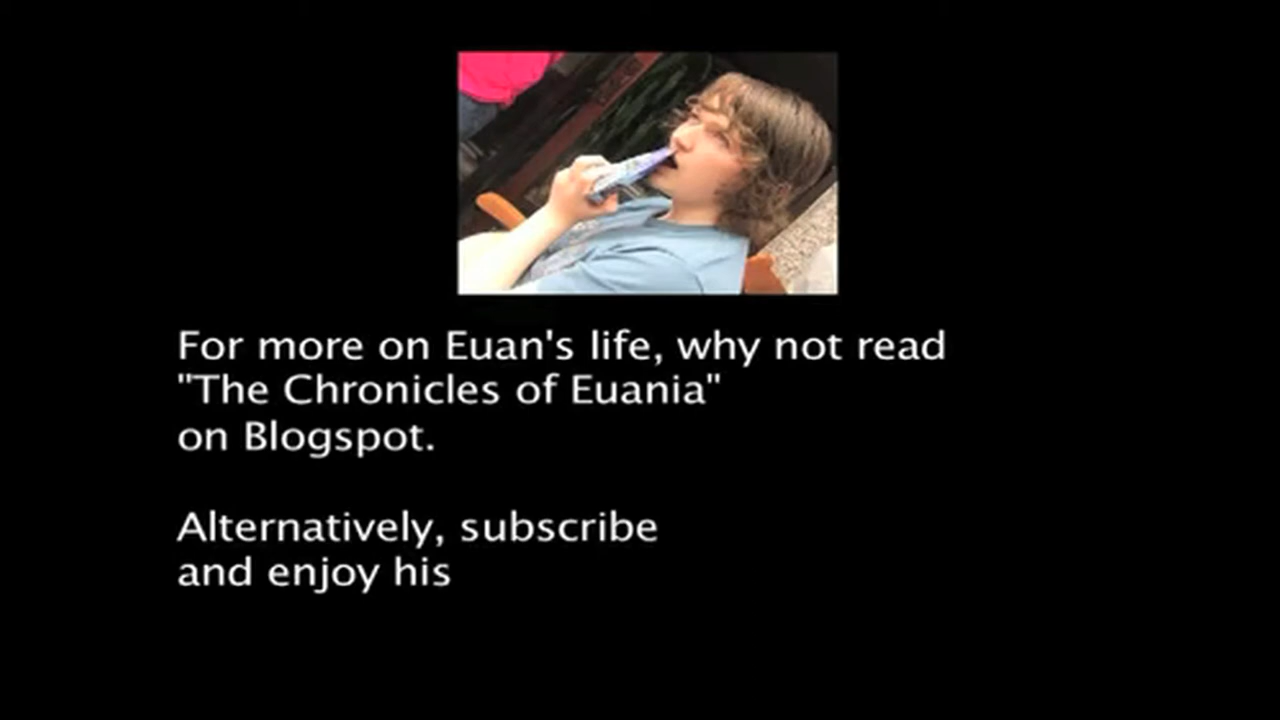 For more on Euan's life, why not read
"The Chronicles of Euania"
on Blogspot.
Alternatively, subscribe
and enjoy his